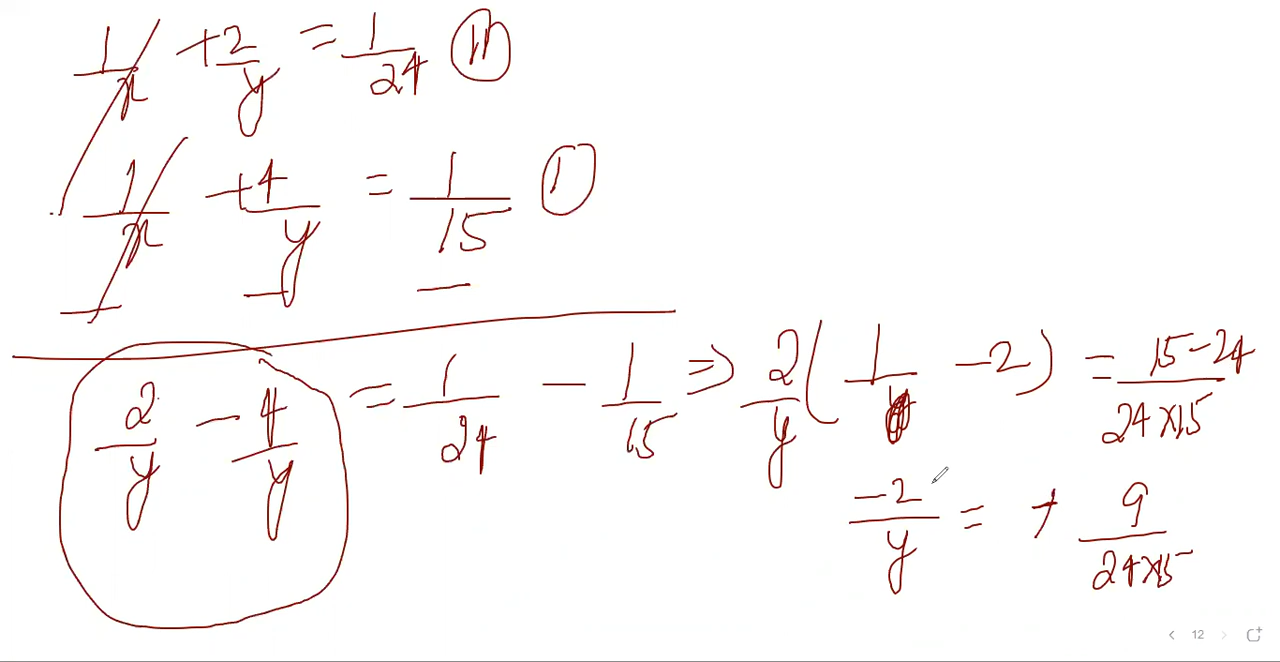 1/x + 2/y = 1/24 (II)
1/x + 4/y = 1/15 (I)
— — —
2/y - 4/y = 1/24 - 1/15 => 2/y ( 1/ - 2 ) = 15-24/24×15
-2/y = + 9/24×15
12